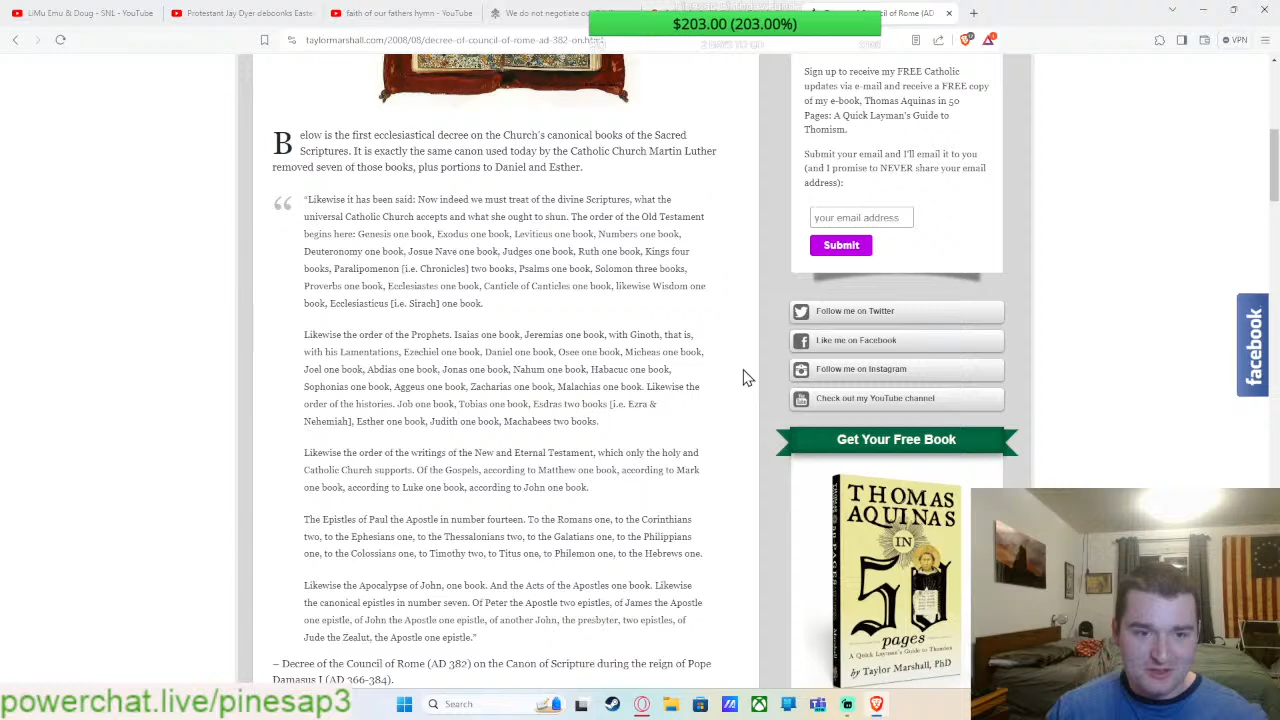 LiMu - YouTube
Protestant Jay Dyer debunks Easter
faith of our fathers hymn - YouTube
We do not negotiate
of Rome (AD
$203.00 (203.00%)
taylormarshall.com/2008/08/decree-of-council-of-rome-ad-382-on.h
VPN
Below is the first ecclesiastical decree on the Church's canonical books of the Sacred
Scriptures. It is exactly the same canon used today by the Catholic Church Martin Luther
removed seven of those books, plus portions to Daniel and Esther.
"Likewise it has been said: Now indeed we must treat of the divine Scriptures, what the
universal Catholic Church accepts and what she ought to shun. The order of the Old Testament
begins here: Genesis one book, Exodus one book, Leviticus one book, Numbers one book,
Deuteronomy one book, Josue Nave one book, Judges one book, Ruth one book, Kings four
books, Paralipomenon [i.e. Chronicles] two books, Psalms one book, Solomon three books,
Proverbs one book, Ecclesiastes one book, Canticle of Canticles one book, likewise Wisdom one
book, Ecclesiasticus [i.e. Sirach] one book.
Likewise the order of the Prophets. Isaias one book, Jeremias one book, with Ginoth, that is,
with his Lamentations, Ezechiel one book, Daniel one book, Osee one book, Micheas one book,
Joel one book, Abdias one book, Jonas one book, Nahum one book, Habacuc one book,
Sophonias one book, Aggeus one book, Zacharias one book, Malachias one book. Likewise the
order of the histories. Job one book, Tobias one book, Esdras two books [i.e. Ezra &
Nehemiah], Esther one book, Judith one book, Machabees two books.
Likewise the order of the writings of the New and Eternal Testament, which only the holy and
Catholic Church supports. Of the Gospels, according to Matthew one book, according to Mark
one book, according to Luke one book, according to John one book.
The Epistles of Paul the Apostle in number fourteen. To the Romans one, to the Corinthians
two, to the Ephesians one, to the Thessalonians two, to the Galatians one, to the Philippians
one, to the Colossians one, to Timothy two, to Titus one, to Philemon one, to the Hebrews one.
Likewise the Apocalypse of John, one book. And the Acts of the Apostles one book. Likewise
the canonical epistles in number seven. Of Peter the Apostle two epistles, of James the Apostle
one epistle, of John the Apostle one epistle, of another John, the presbyter, two epistles, of
Jude the Zealut, the Apostle one epistle."
– Decree of the Council of Rome (AD 382) on the Canon of Scripture during the reign of Pope
Damasus I (AD 366-384).
Sign up to receive my FREE Catholic
updates via e-mail and receive a FREE copy
of my e-book, Thomas Aquinas in 50
Pages: A Quick Layman's Guide to
Thomism.
Submit your email and I'll email it to you
(and I promise to NEVER share your email
address):
your email address
Submit
Follow me on Twitter
Like me on Facebook
Follow me on Instagram
Check out my YouTube channel
facebook
Get Your Free Book
THOMAS
AQUINAS
IN
50
pages
A Quick Layman's Guide to Thomism
by Taylor Marshall, PhD
powerchat.live/pinesap3
Search